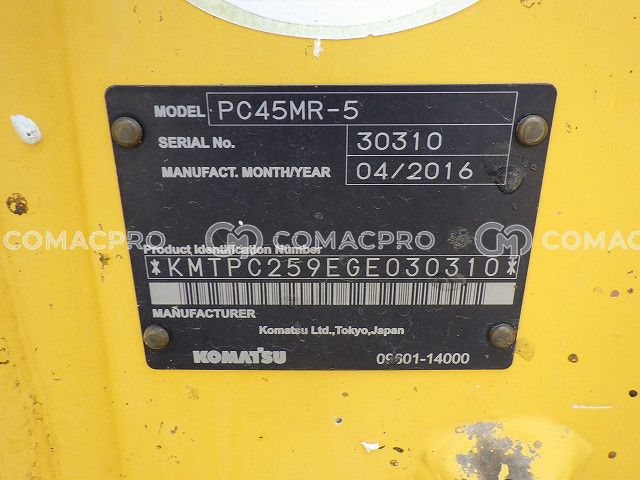 MODEL PC45MR-5
SERIAL No. 30310
MANUFACT. MONTH/YEAR 04/2016
COMACPRO COMACPRO COMACPRO
Product Identification Number
*KMTPC259EGE030310*
MANUFACTURER
Komatsu Ltd.,Tokyo,Japan
KOMATSU 09601-14000